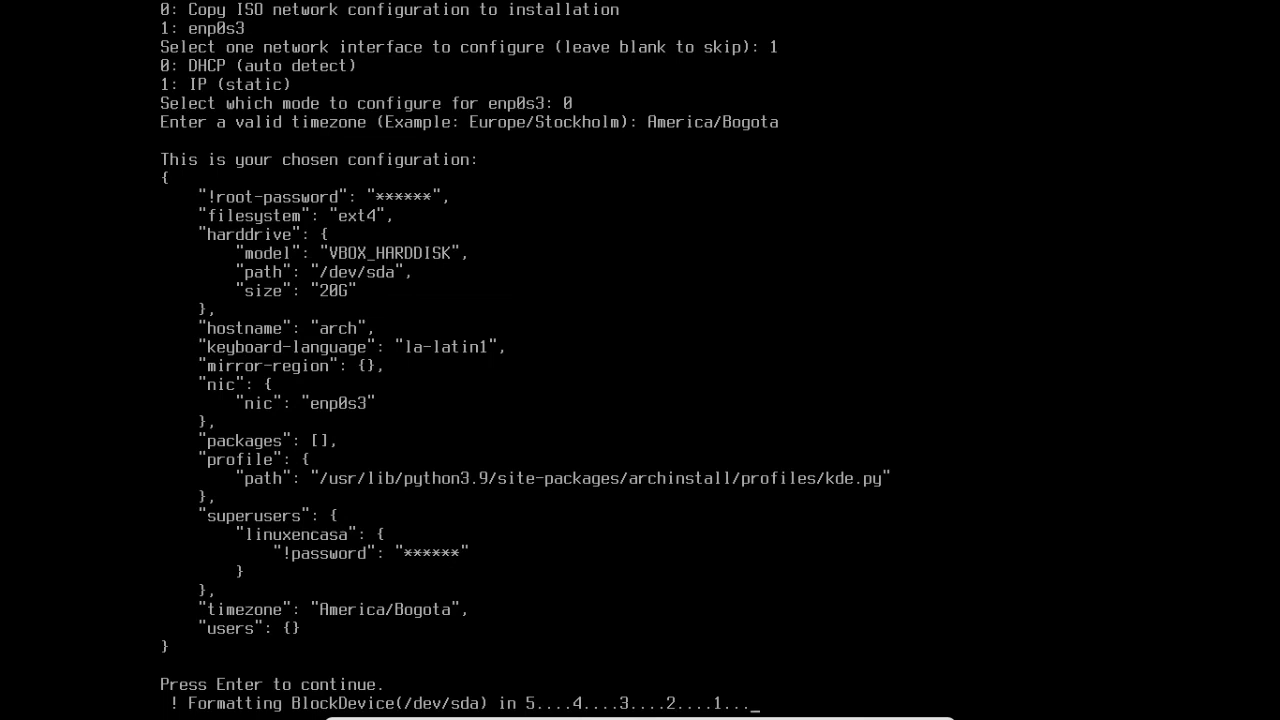 0: Copy ISO network configuration to installation
1: enp0s3
Select one network interface to configure (leave blank to skip): 1
0: DHCP (auto detect)
1: IP (static)
Select which mode to configure for enp0s3: 0
Enter a valid timezone (Example: Europe/Stockholm): America/Bogota
This is your chosen configuration:
{
    "!root-password": "******",
    "filesystem": "ext4",
    "harddrive": {
        "model": "VBOX_HARDDISK",
        "path": "/dev/sda",
        "size": "20G"
    },
    "hostname": "arch",
    "keyboard-language": "la-latin1",
    "mirror-region": {},
    "nic": {
        "nic": "enp0s3"
    },
    "packages": [],
    "profile": {
        "path": "/usr/lib/python3.9/site-packages/archinstall/profiles/kde.py"
    },
    "superusers": {
        "linuxencasa": {
            "!password": "******"
        }
    },
    "timezone": "America/Bogota",
    "users": {}
}
Press Enter to continue.
 ! Formatting BlockDevice(/dev/sda) in 5....4....3....2....1..._